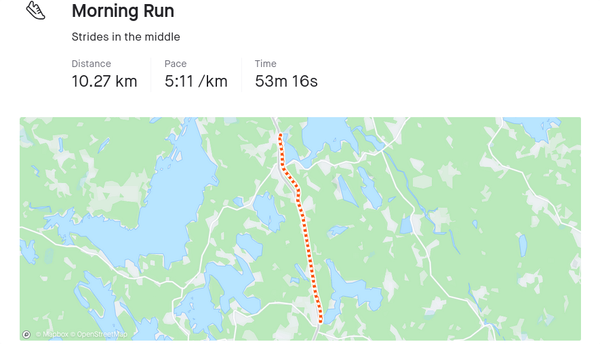 Morning Run
Strides in the middle
Distance Pace Time
10.27 km 5:11 /km 53m 16s
© Mapbox © OpenStreetMap